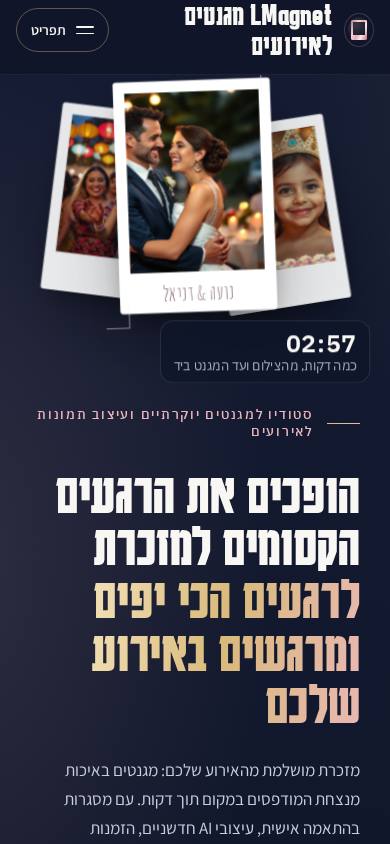 LMagnet מגנטים
לאירועים
תפריט
נועה & דניאל
02:57
כמה דקות, מהצילום ועד המגנט ביד
סטודיו למגנטים יוקרתיים ועיצוב תמונות
לאירועים
הופכים את הרגעים
הקסומים למזכרת
לרגעים הכי יפים
ומרגשים באירוע
שלכם
מזכרת מושלמת מהאירוע שלכם: מגנטים באיכות
מנצחת המודפסים במקום תוך דקות. עם מסגרות
בהתאמה אישית, עיצובי AI חדשניים, הזמנות